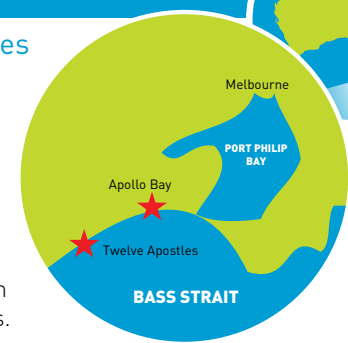 es
Melbourne
PORT PHILIP
BAY
Apollo Bay
Twelve Apostles
BASS STRAIT
n
s.